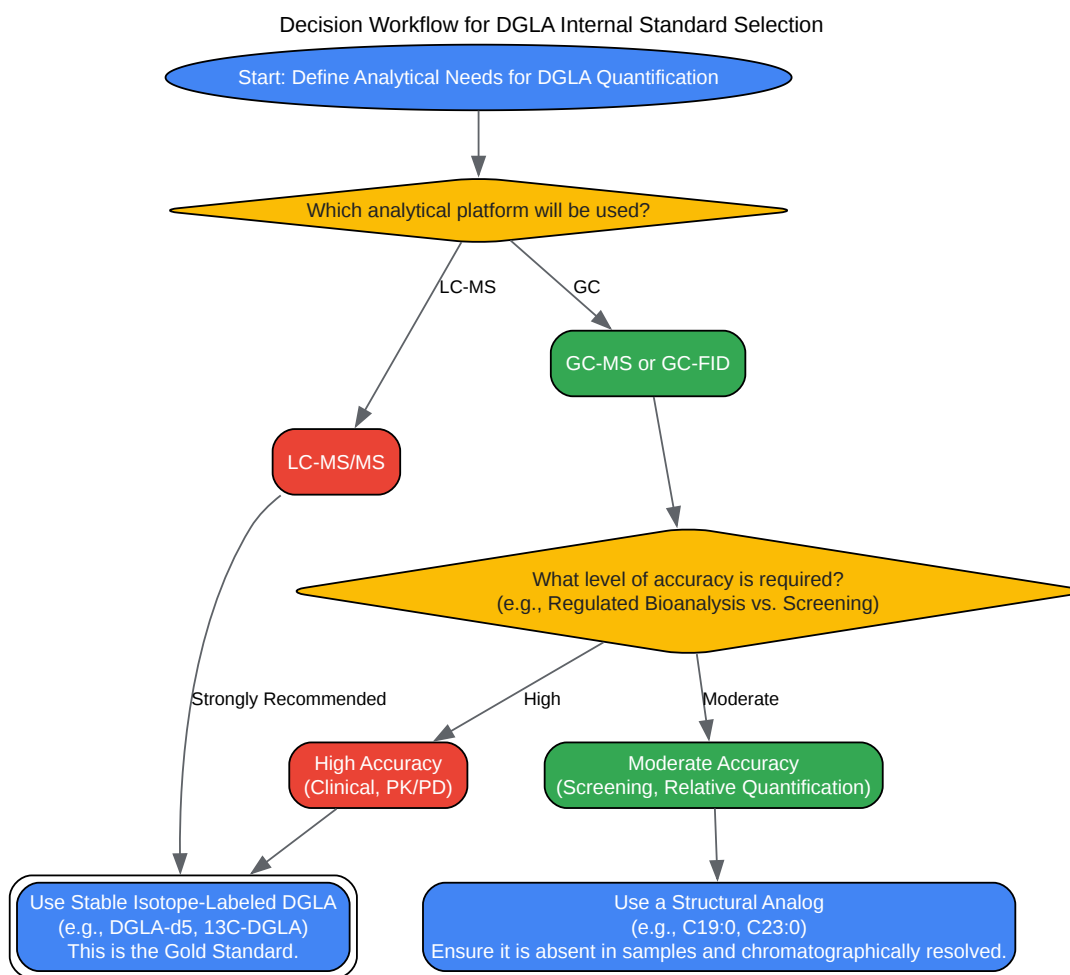 Decision Workflow for DGLA Internal Standard Selection
Start: Define Analytical Needs for DGLA Quantification
Which analytical platform will be used?
LC-MS
GC
GC-MS or GC-FID
LC-MS/MS
What level of accuracy is required?
(e.g., Regulated Bioanalysis vs. Screening)
Strongly Recommended
High
Moderate
High Accuracy
(Clinical, PK/PD)
Moderate Accuracy
(Screening, Relative Quantification)
Use Stable Isotope-Labeled DGLA
(e.g., DGLA-d5, 13C-DGLA)
This is the Gold Standard.
Use a Structural Analog
(e.g., C19:0, C23:0)
Ensure it is absent in samples and chromatographically resolved.